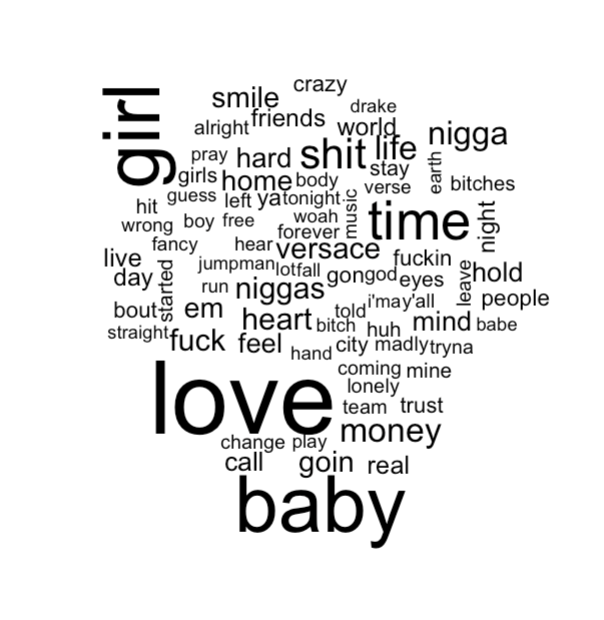 crazy
smile
drake
girl
friends
alright
world
nigga
pray
hard
shit
life
stay
earth
girls
home
body
verse
bitches
guess
left
ya
tonight
music
hit
wrong
boy
free
woah
time
night
forever
fancy
hear
versace
fuckin
live
jumpman
lotfall
gon
god
eyes
leave
hold
day
started
run
niggas
i'ma
y'all
people
bout
em
heart
told
bitch
huh
mind
babe
straight
fuck
feel
hand
city
madly
tryna
love
coming
mine
lonely
team
trust
change
play
money
call
goin
real
baby